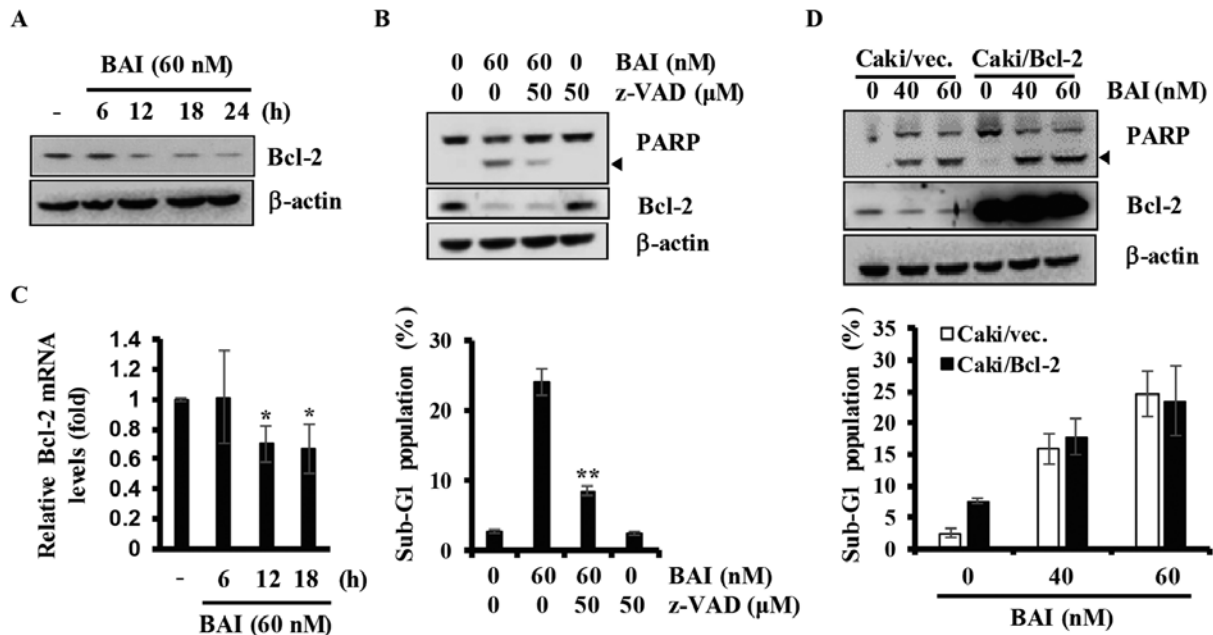 A
BAI (60 nM)
- 6 12 18 24 (h)
Bcl-2
β-actin
B
0 60 60 0 BAI (nM)
0 0 50 50 z-VAD (μM)
PARP
Bcl-2
β-actin
Sub-G1 population (%)
30
20
10
0
**
0 60 60 0 BAI (nM)
0 0 50 50 z-VAD (μM)
C
Relative Bcl-2 mRNA
levels (fold)
1.4
1.2
1
0.8
0.6
0.4
0.2
0
* *
- 6 12 18 (h)
BAI (60 nM)
D
Caki/vec. Caki/Bcl-2
0 40 60 0 40 60 BAI (nM)
PARP
Bcl-2
β-actin
Sub-G1 population (%)
35
30
25
20
15
10
5
0
Caki/vec.
Caki/Bcl-2
0 40 60
BAI (nM)